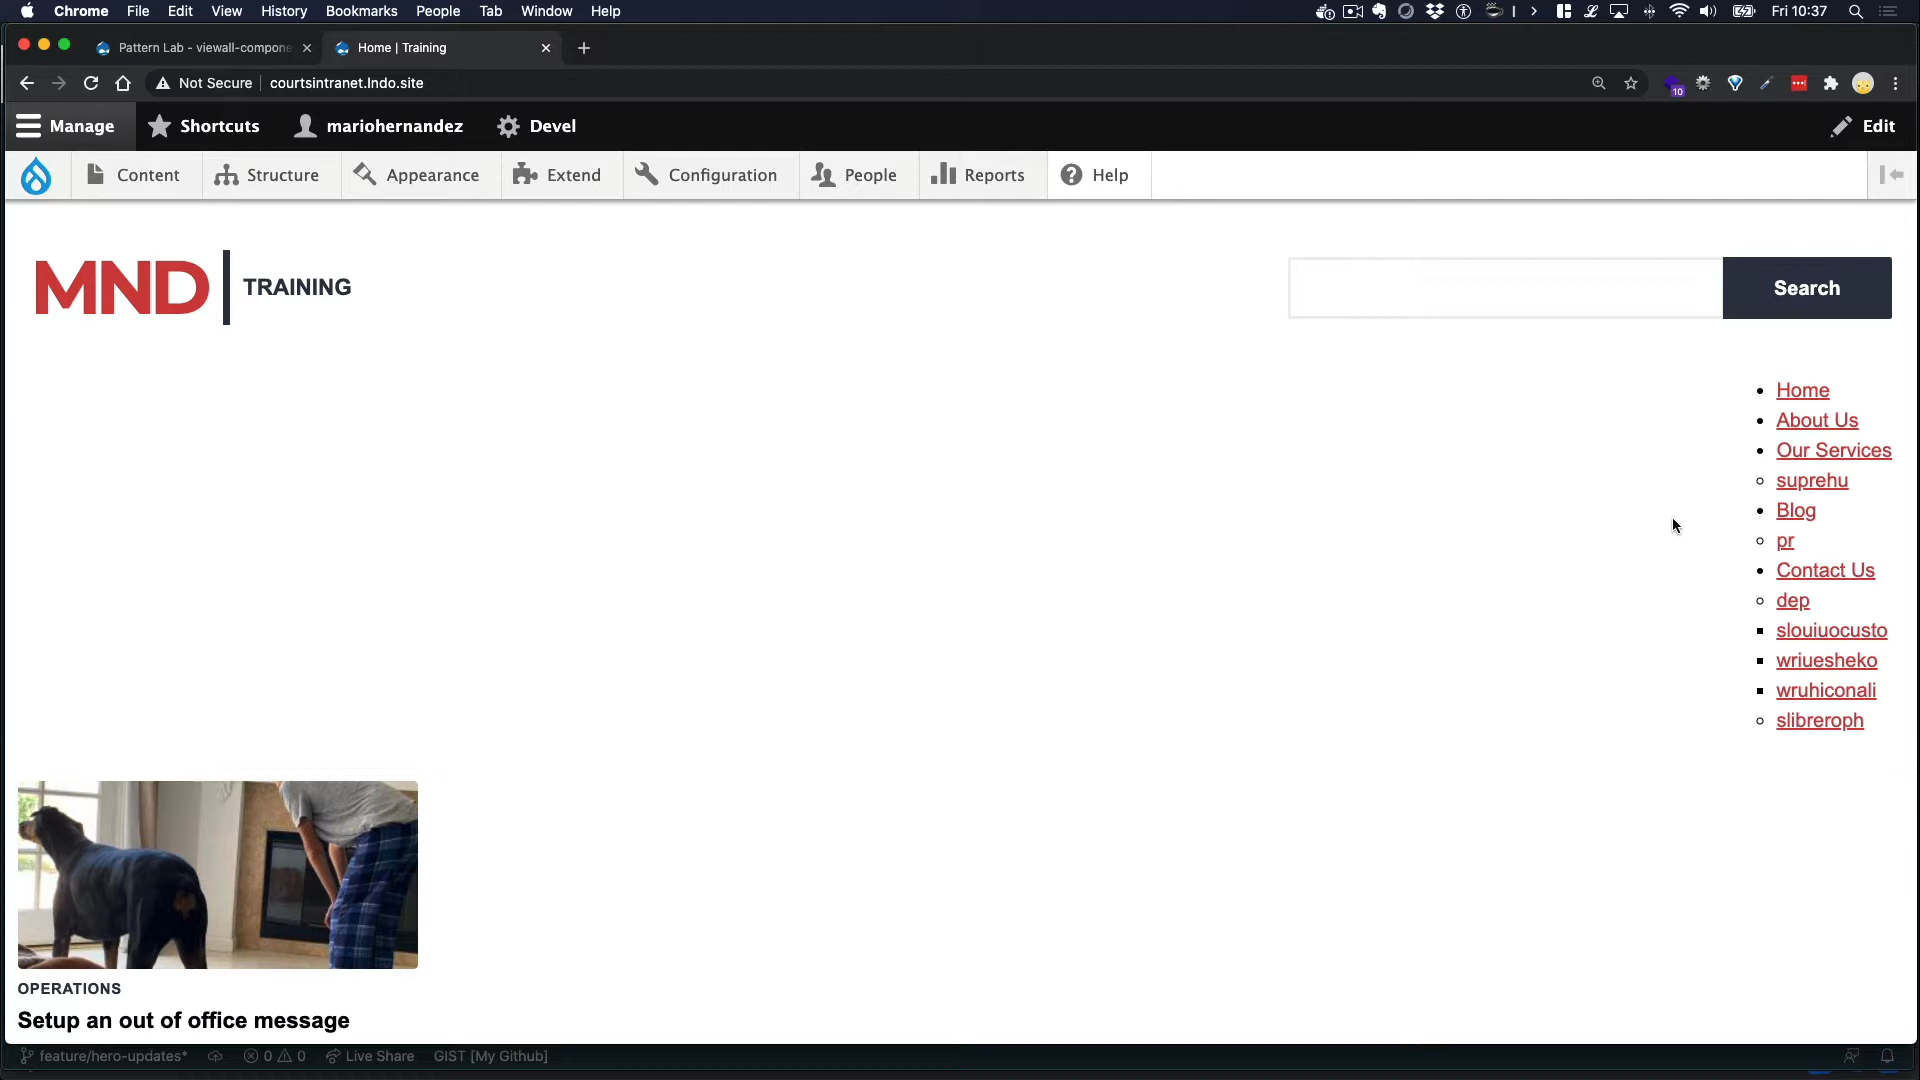 Chrome File Edit View History Bookmarks People Tab Window Help Fri 10:37
Pattern Lab - viewall-compone Home | Training
Not Secure courtsintranet.lndo.site 10
Manage Shortcuts mariohernandez Devel Edit
Content Structure Appearance Extend Configuration People Reports Help
MND TRAINING Search
Home
About Us
Our Services
suprehu
Blog
pr
Contact Us
dep
slouiuocusto
wriuesheko
wruhiconali
slibreroph
OPERATIONS
Setup an out of office message
feature/hero-updates* 0 0 Live Share GIST [My Github]